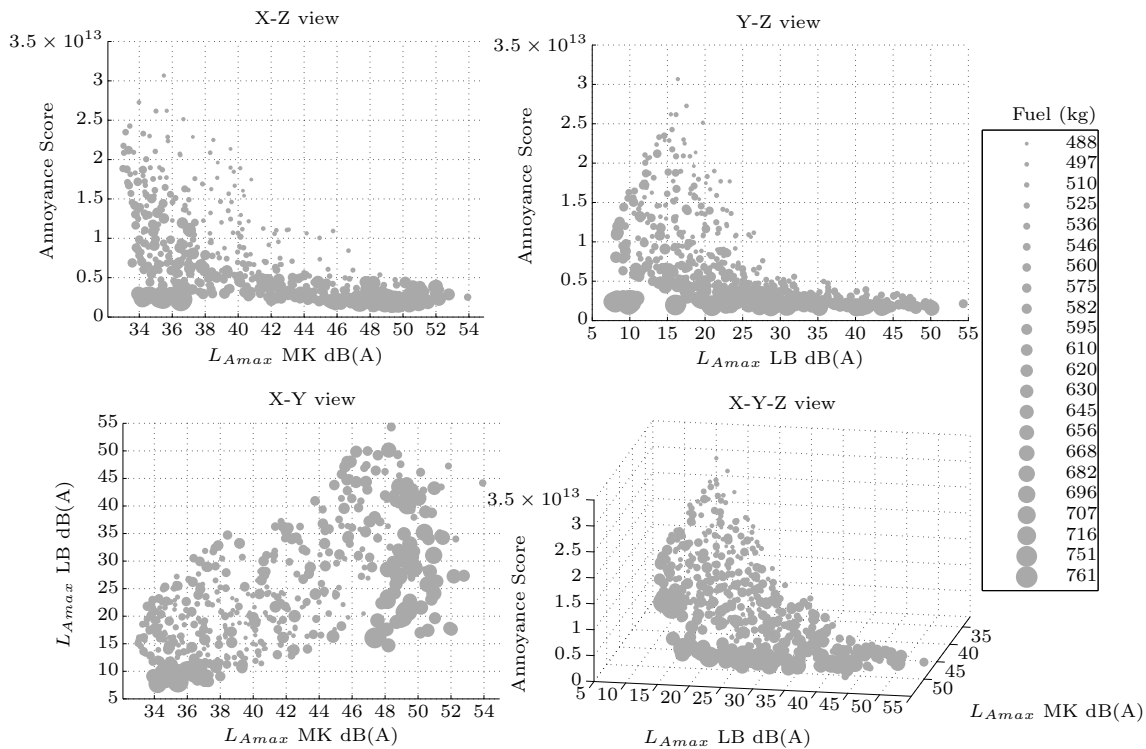 X-Z view
3.5 × 10^13
3
2.5
2
1.5
1
0.5
0
Annoyance Score
34 36 38 40 42 44 46 48 50 52 54
L_Amax MK dB(A)
Y-Z view
3.5 × 10^13
3
2.5
2
1.5
1
0.5
0
Annoyance Score
5 10 15 20 25 30 35 40 45 50 55
L_Amax LB dB(A)
Fuel (kg)
488
497
510
525
536
546
560
575
582
595
610
620
630
645
656
668
682
696
707
716
751
761
X-Y view
55
50
45
40
35
30
25
20
15
10
5
L_Amax LB dB(A)
34 36 38 40 42 44 46 48 50 52 54
L_Amax MK dB(A)
X-Y-Z view
3.5 × 10^13
3
2.5
2
1.5
1
0.5
0
Annoyance Score
5 10 15 20 25 30 35 40 45 50 55
L_Amax LB dB(A)
35
40
45
50
L_Amax MK dB(A)